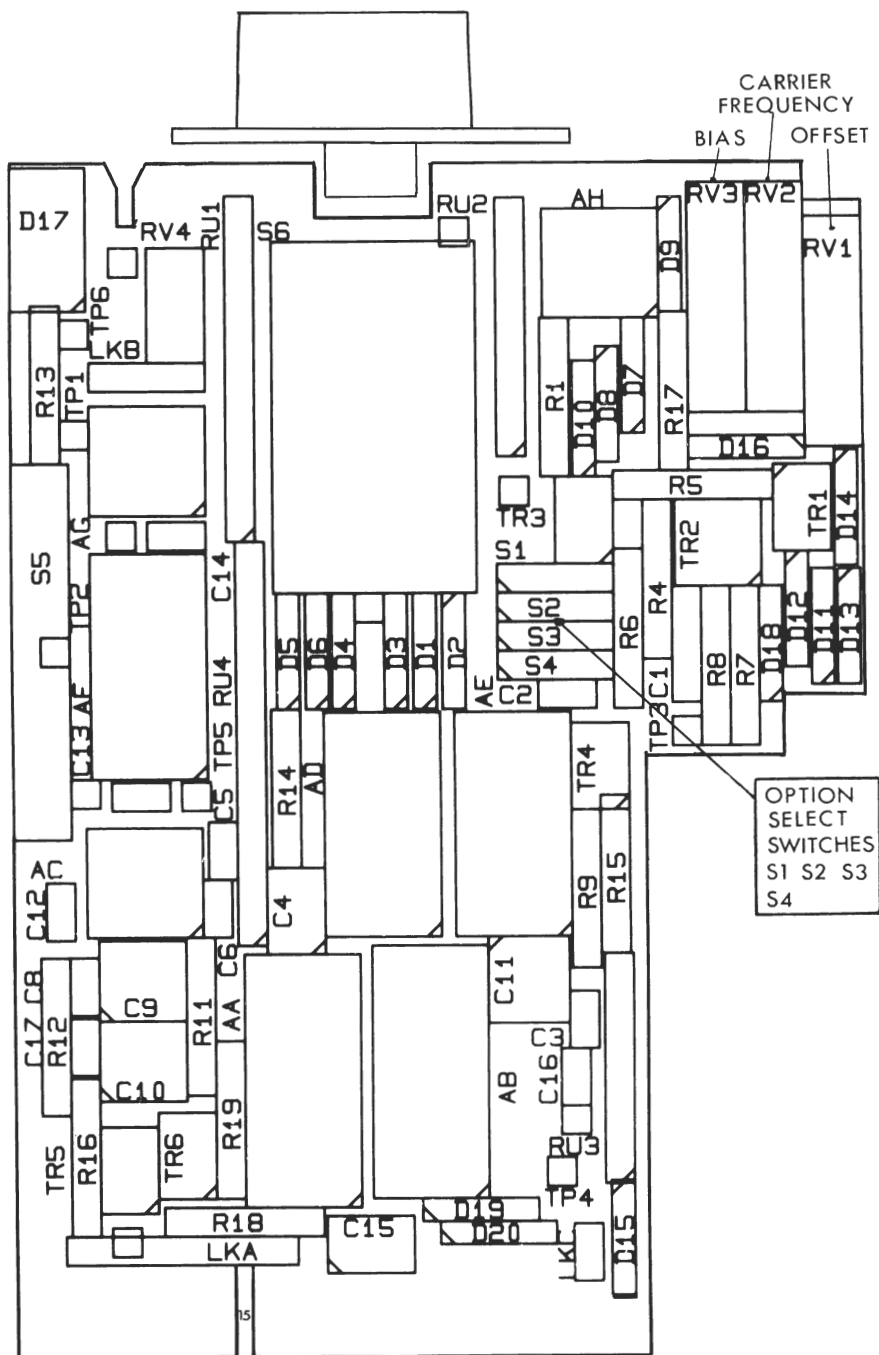 CARRIER
FREQUENCY
BIAS
OFFSET
D17
RV4
RU1
S6
RU2
AH
D9
RV3
RV2
RV1
TP6
LKB
R13
TP1
R1
D10
D8
D7
R17
D16
R5
TR3
TR2
TR1
D14
S5
AG
C14
S1
S2
S3
S4
R6
R4
TP2
D5
D6
D4
D3
D1
D2
AE
C2
C1
R8
R7
D18
D12
D11
D13
AF
RU4
TP3
C13
TP5
C5
R14
AD
TR4
OPTION
SELECT
SWITCHES
S1 S2 S3
S4
AC
C12
C4
R9
R15
C8
C9
R11
C6
AA
C11
C17
R12
C10
C3
C16
AB
TR5
R16
TR6
R19
RU3
TP4
R18
C15
D19
D20
D15
LKA
15